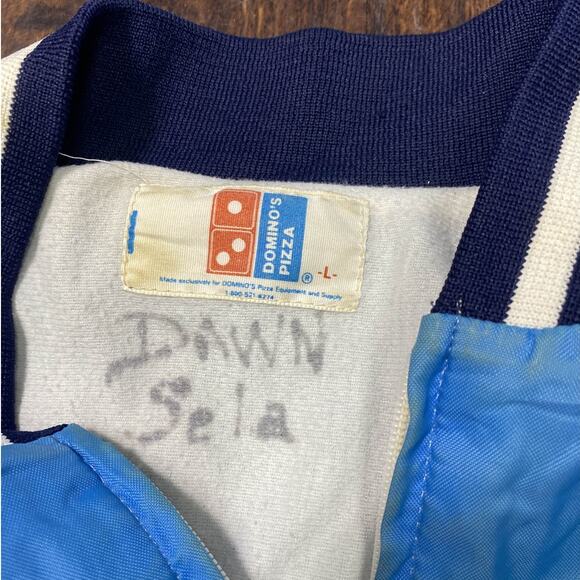 DOMINO'S
PIZZA
® -L-
Made exclusively for DOMINO'S Pizza Equipment and Supply
1-800-521-8274
DAWN
Sela